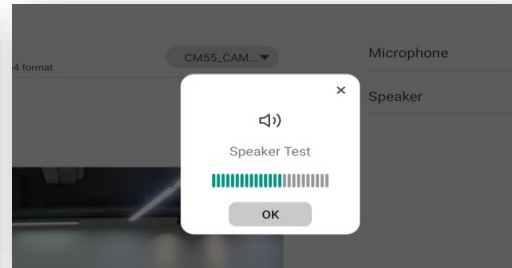 CM55_CAM...
Microphone
4 format
Speaker
Speaker Test
OK